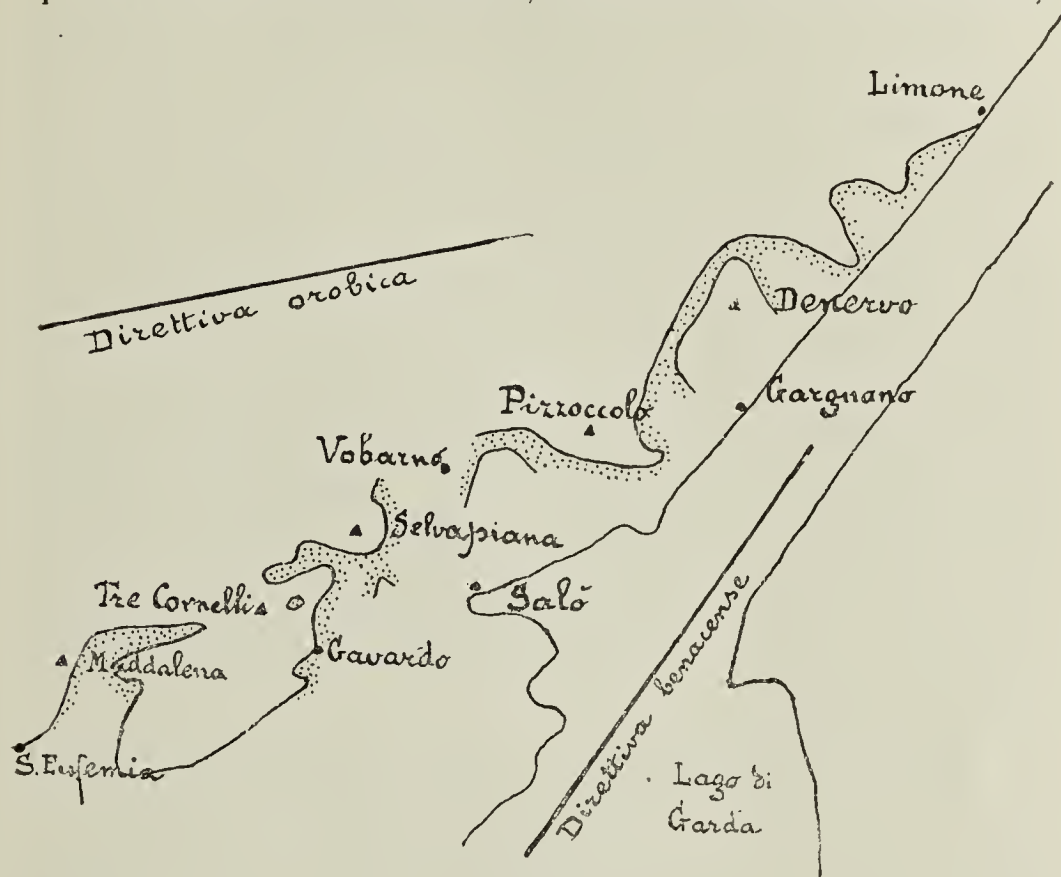 Limone
Direttiva orobica
Denervo
Gargnano
Pizzoccolo
Vobarno
Selvapiana
Tre Cornelli
Salò
Gavardo
Maddalena
S. Eufemia
Direttiva benacense
Lago di
Garda